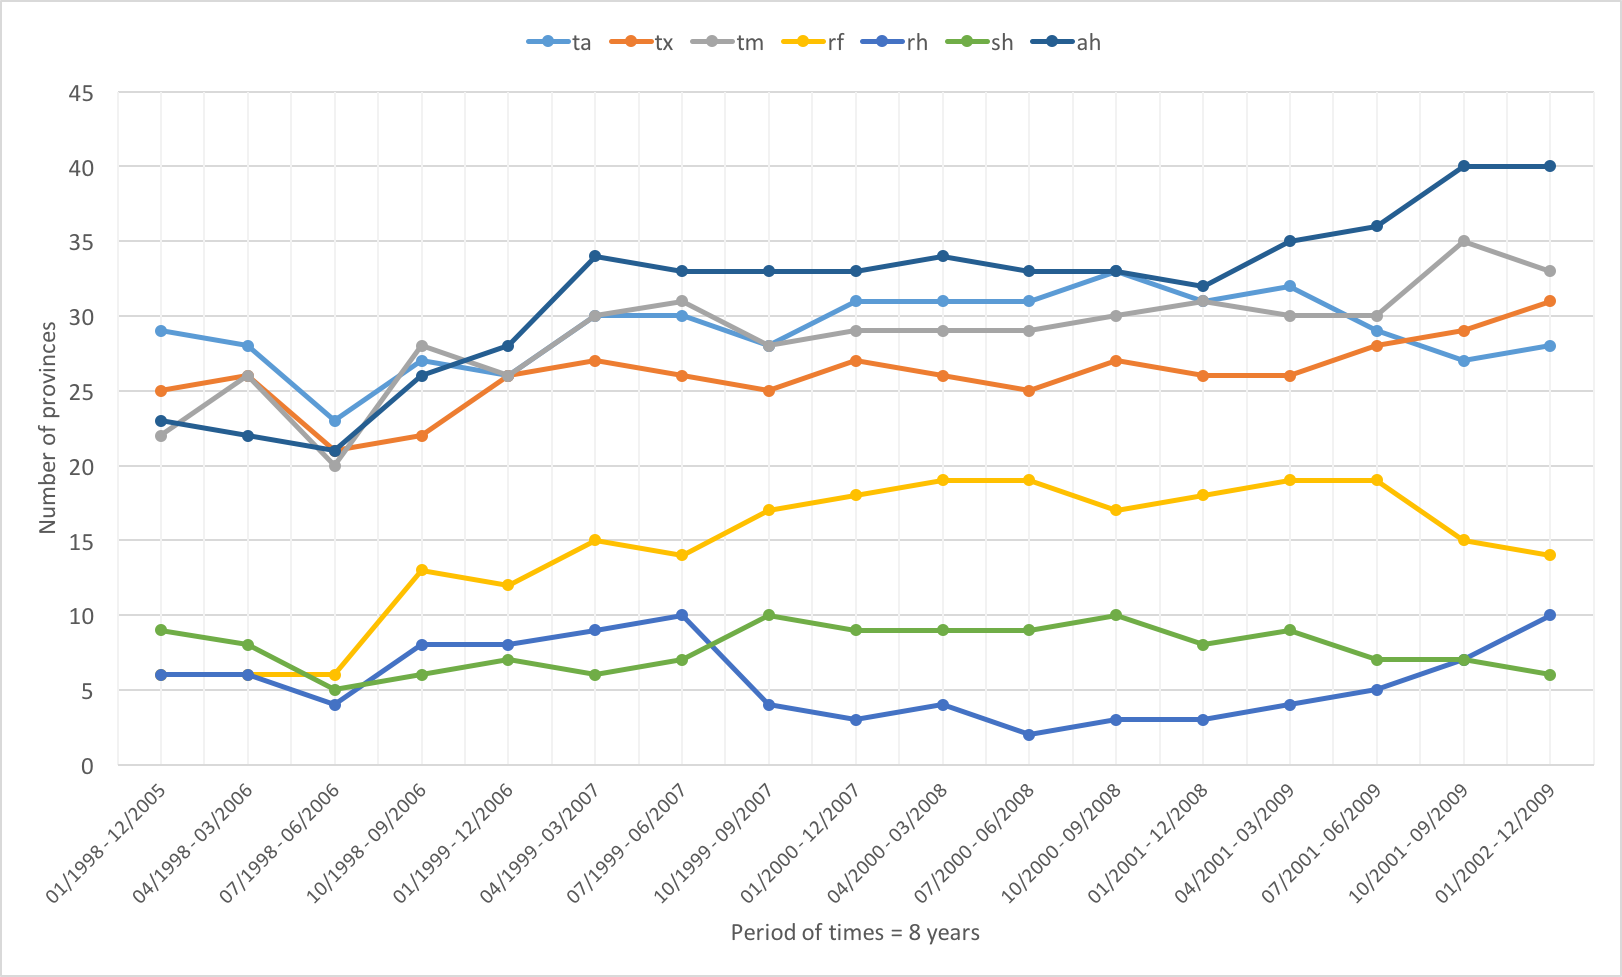 ta tx tm rf rh sh ah
45
40
35
30
25
20
15
10
5
0
Number of provinces
01/1998 - 12/2005
04/1998 - 03/2006
07/1998 - 06/2006
10/1998 - 09/2006
01/1999 - 12/2006
04/1999 - 03/2007
07/1999 - 06/2007
10/1999 - 09/2007
01/2000 - 12/2007
04/2000 - 03/2008
07/2000 - 06/2008
10/2000 - 09/2008
01/2001 - 12/2008
04/2001 - 03/2009
07/2001 - 06/2009
10/2001 - 09/2009
01/2002 - 12/2009
Period of times = 8 years